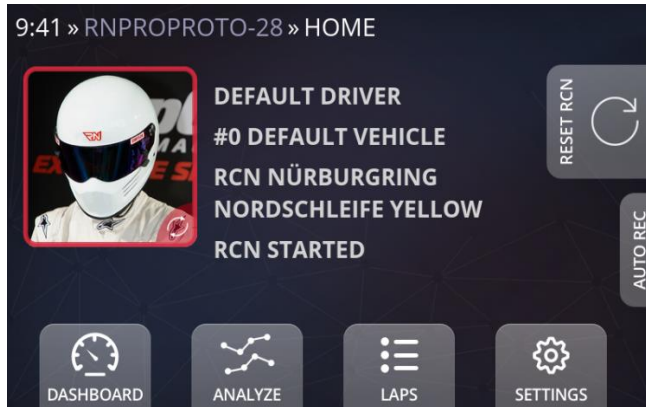 9:41 » RNPROPROTO-28 » HOME
DEFAULT DRIVER
#0 DEFAULT VEHICLE
RCN NÜRBURGRING
NORDSCHLEIFE YELLOW
RCN STARTED
RESET RCN
AUTO REC
DASHBOARD
ANALYZE
LAPS
SETTINGS